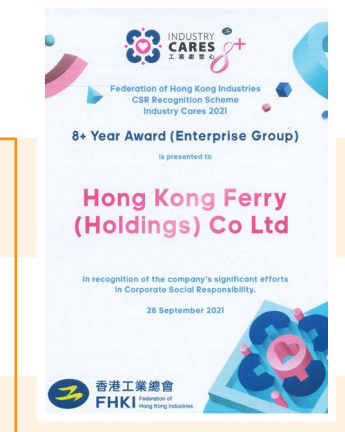 INDUSTRY
CARES 8+
工業獻愛心
Federation of Hong Kong Industries
CSR Recognition Scheme
Industry Cares 2021
8+ Year Award (Enterprise Group)
is presented to
Hong Kong Ferry
(Holdings) Co Ltd
In recognition of the company's significant efforts
in Corporate Social Responsibility.
28 September 2021
香港工業總會
FHKI Federation of
Hong Kong Industries